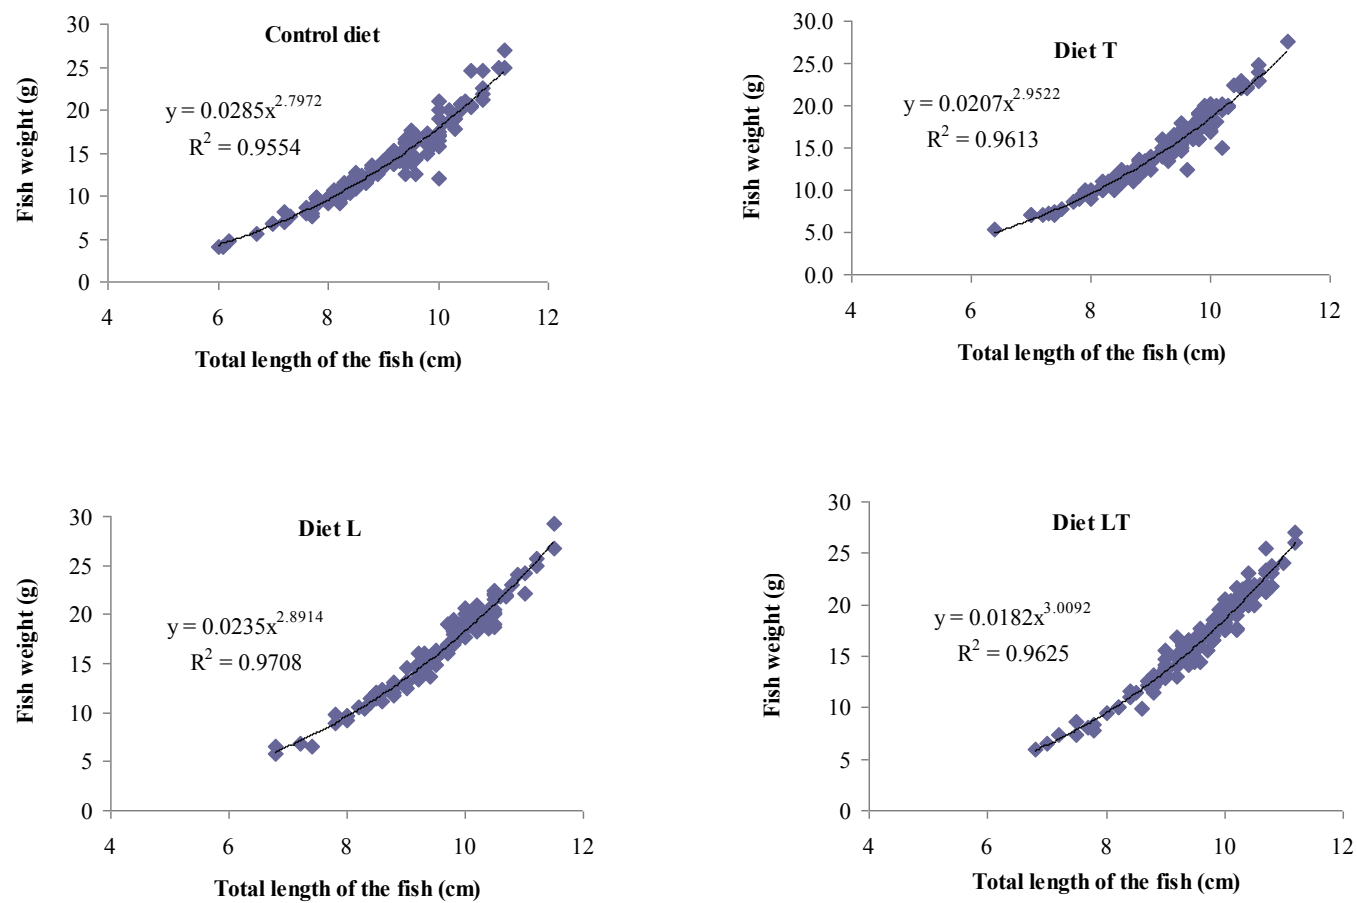 Control diet
y = 0.0285x^2.7972
R² = 0.9554
Fish weight (g)
30
25
20
15
10
5
0
4 6 8 10 12
Total length of the fish (cm)
Diet T
y = 0.0207x^2.9522
R² = 0.9613
Fish weight (g)
30.0
25.0
20.0
15.0
10.0
5.0
0.0
4 6 8 10 12
Total length of the fish (cm)
Diet L
y = 0.0235x^2.8914
R² = 0.9708
Fish weight (g)
30
25
20
15
10
5
0
4 6 8 10 12
Total length of the fish (cm)
Diet LT
y = 0.0182x^3.0092
R² = 0.9625
Fish weight (g)
30
25
20
15
10
5
0
4 6 8 10 12
Total length of the fish (cm)